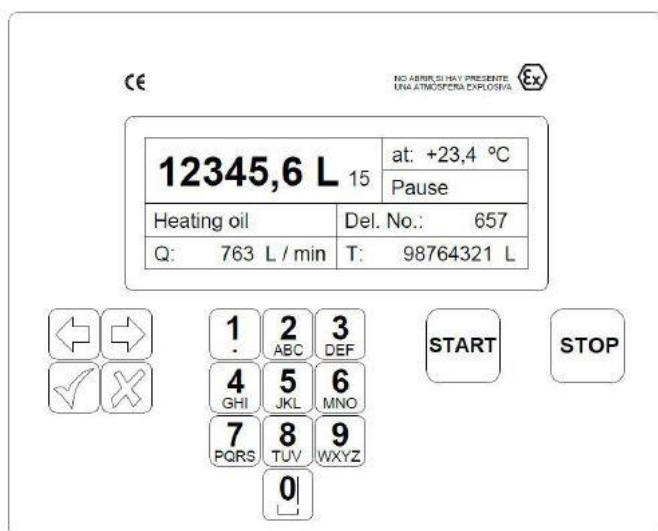 CE
NO ABRIR SI HAY PRESENTE
UNA ATMÓSFERA EXPLOSIVA
Ex
12345,6 L 15
at: +23,4 ºC
Pause
Heating oil Del. No.: 657
Q: 763 L / min T: 98764321 L
1 2 3
- ABC DEF
START STOP
4 5 6
GHI JKL MNO
7 8 9
PQRS TUV WXYZ
0